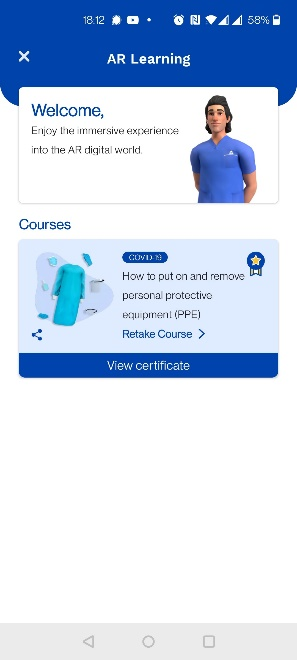 18.12
58%
AR Learning
Welcome,
Enjoy the immersive experience
into the AR digital world.
Courses
COVID-19
How to put on and remove
personal protective
equipment (PPE)
Retake Course
View certificate